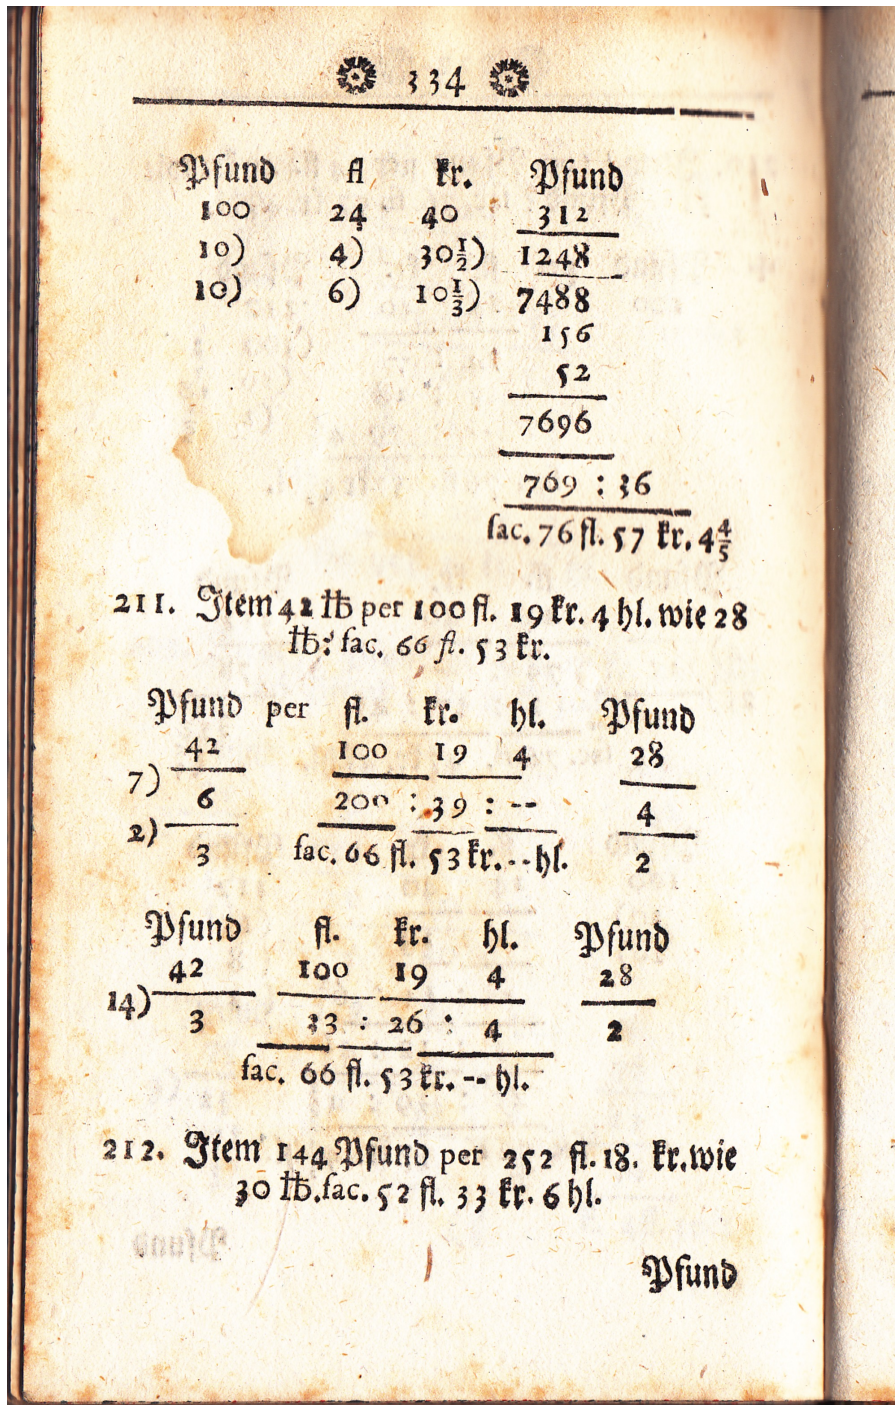 334
Pfund fl kr. Pfund
100 24 40 312
10) 4) 30½) 1248
10) 6) 10⅓) 7488
156
52
7696
769 : 36
fac. 76 fl. 57 kr. 4⅘
211. Item 42 ℔ per 100 fl. 19 kr. 4 hl. wie 28
℔: fac. 66 fl. 53 kr.
Pfund per fl. kr. hl. Pfund
42 100 19 4 28
7) 6 200 : 39 : -- 4
2) 3 fac. 66 fl. 53 kr. -- hl. 2
Pfund fl. kr. hl. Pfund
42 100 19 4 28
14) 3 33 : 26 : 4 2
fac. 66 fl. 53 kr. -- hl.
212. Item 144 Pfund per 252 fl. 18. kr. wie
30 ℔. fac. 52 fl. 33 kr. 6 hl.
Pfund